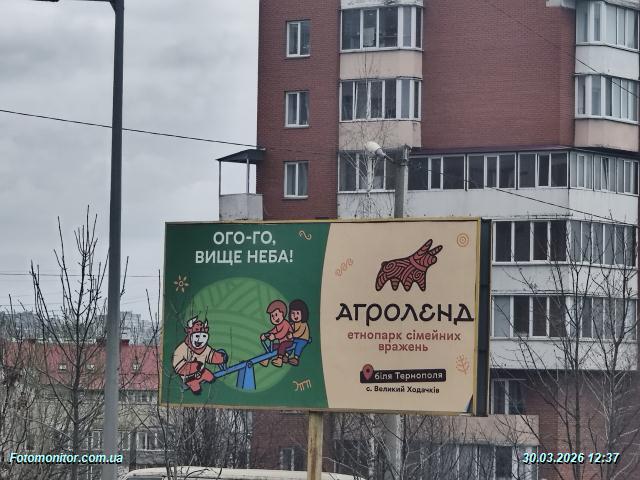 ОГО-ГО,
ВИЩЕ НЕБА!
АГРОЛЕНД
етнопарк сімейних
вражень
біля Тернополя
с. Великий Ходачків
Fotomonitor.com.ua
30.03.2026 12:37